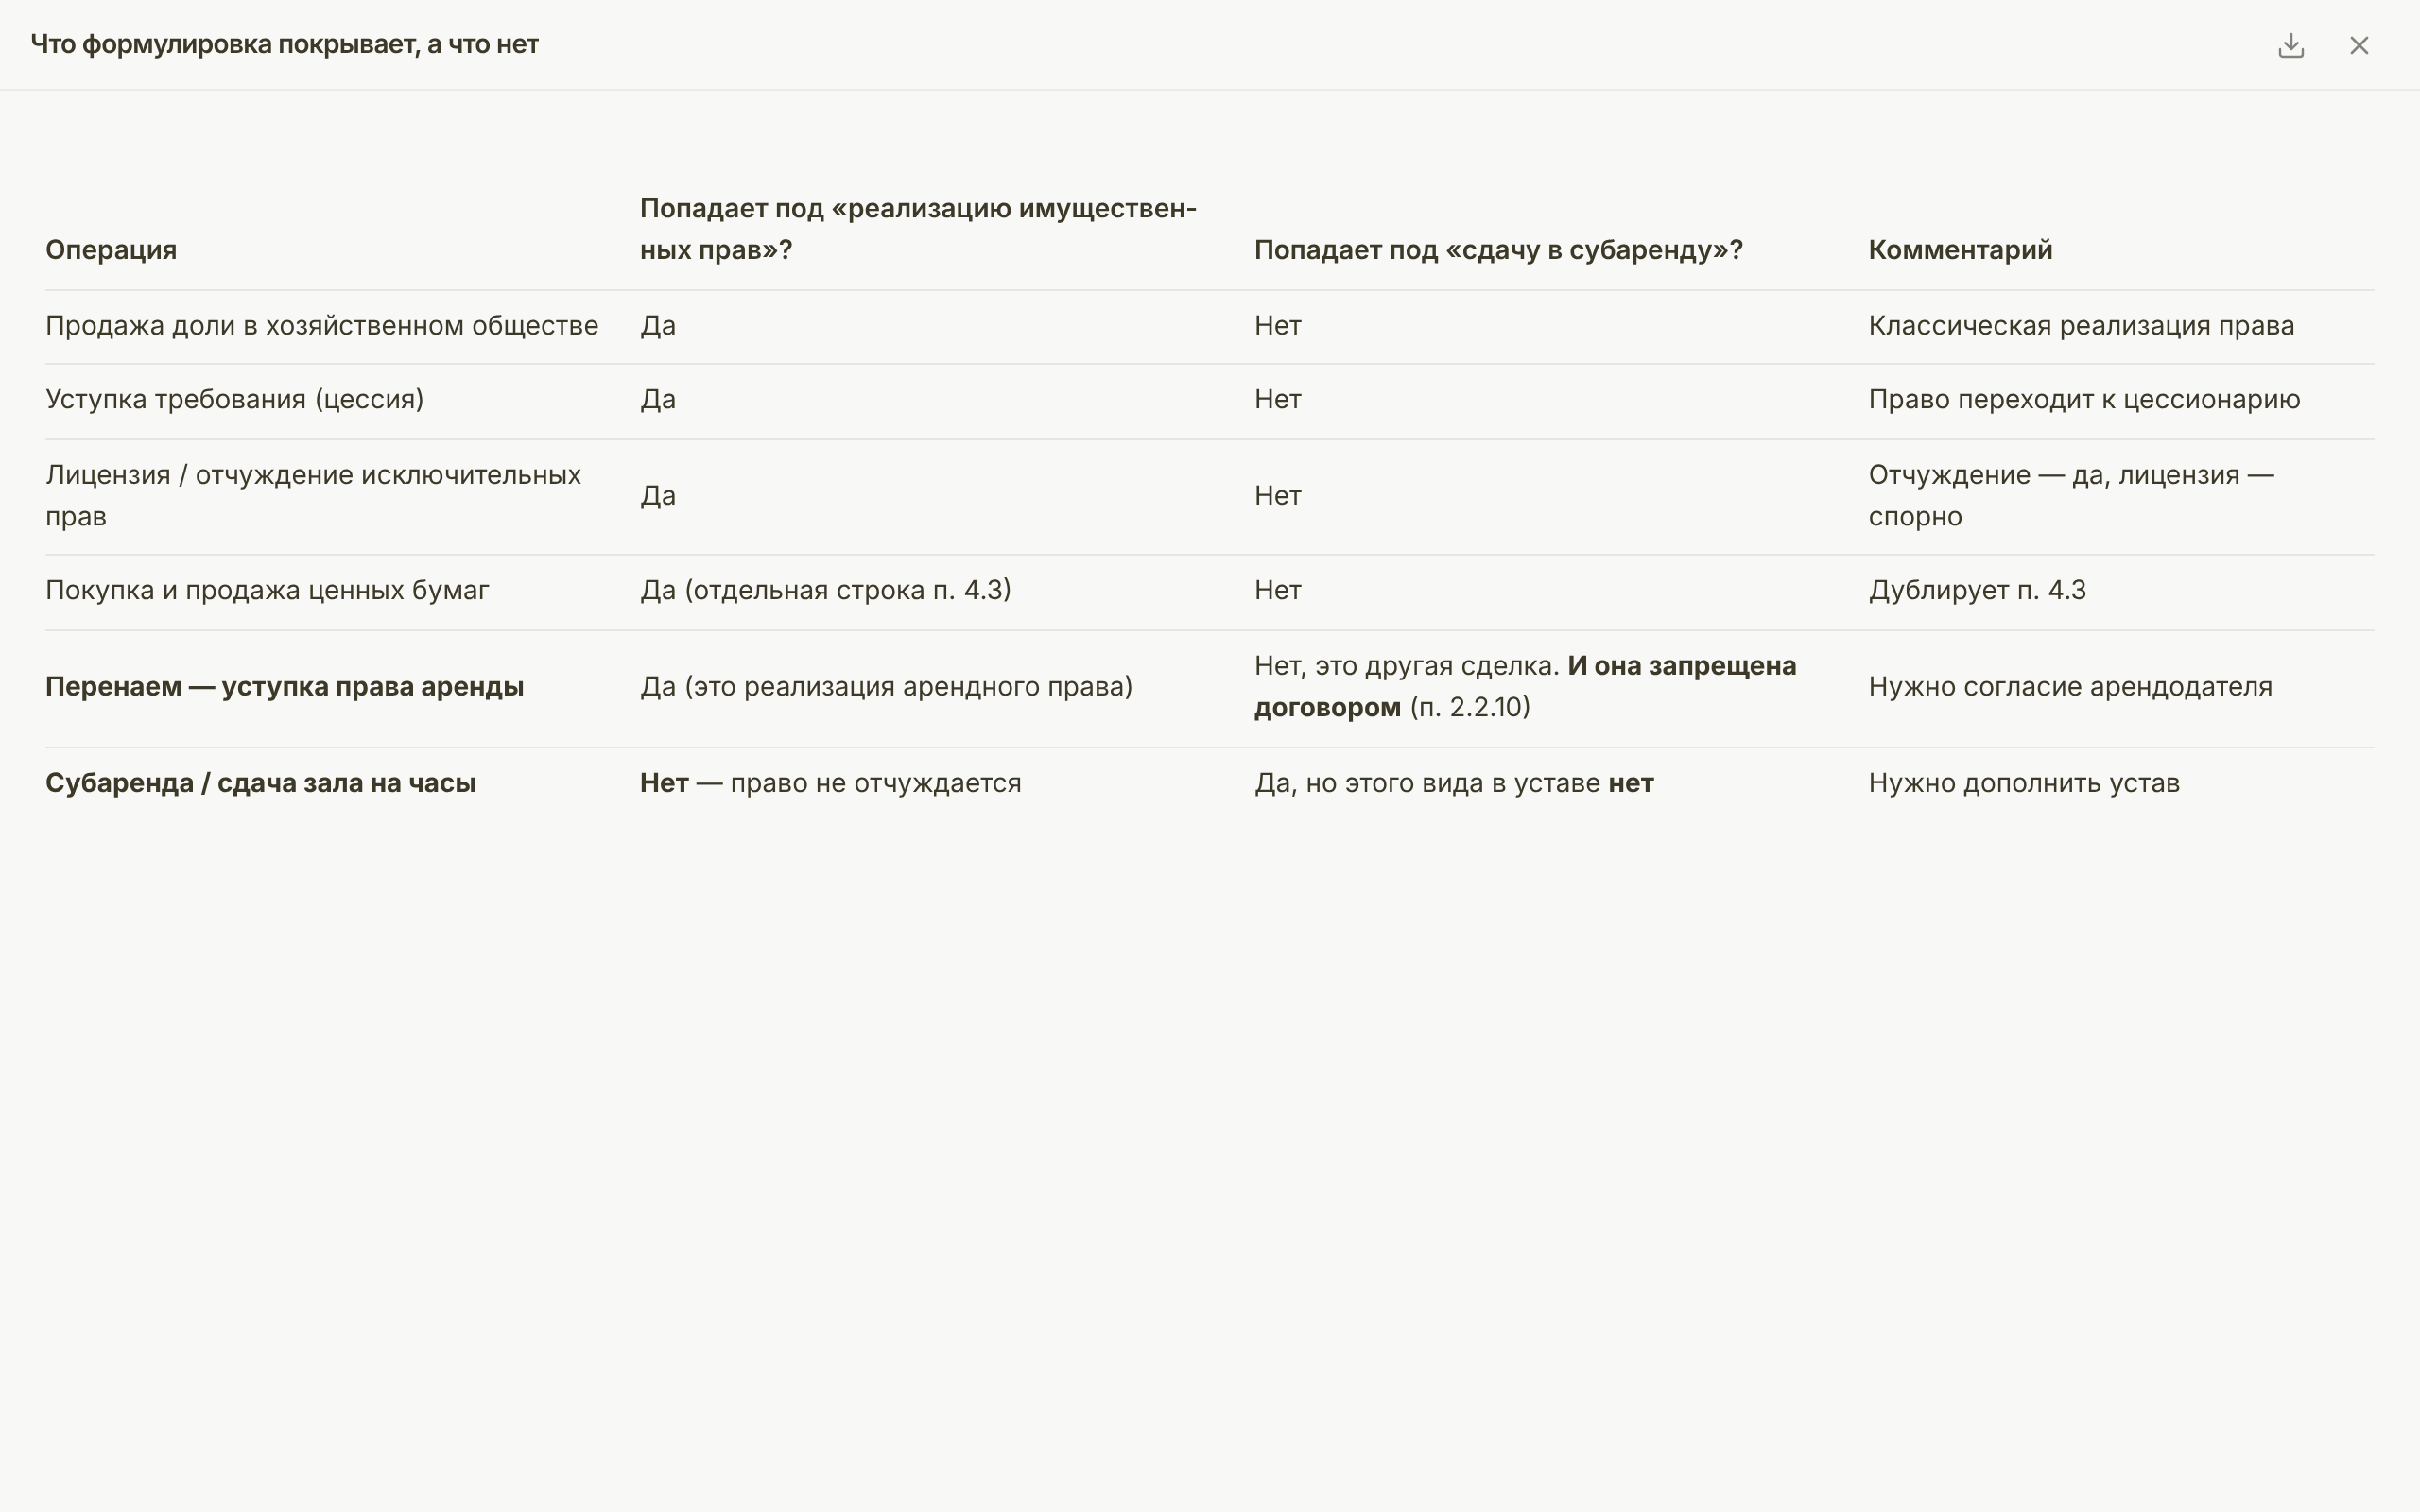 Что формулировка покрывает, а что нет
Попадает под «реализацию имуществен-
Операция
ных прав»?
Попадает под «сдачу в субаренду»?
Комментарий
Продажа доли в хозяйственном обществе
Да
Нет
Классическая реализация права
Уступка требования (цессия)
Да
Нет
Право переходит к цессионарию
Лицензия / отчуждение исключительных
прав
Да
Нет
Отчуждение — да, лицензия —
спорно
Покупка и продажа ценных бумаг
Да (отдельная строка п. 4.3)
Нет
Дублирует п. 4.3
Перенаем — уступка права аренды
Да (это реализация арендного права)
Нет, это другая сделка. И она запрещена
договором (п. 2.2.10)
Нужно согласие арендодателя
Субаренда / сдача зала на часы
Нет — право не отчуждается
Да, но этого вида в уставе нет
Нужно дополнить устав